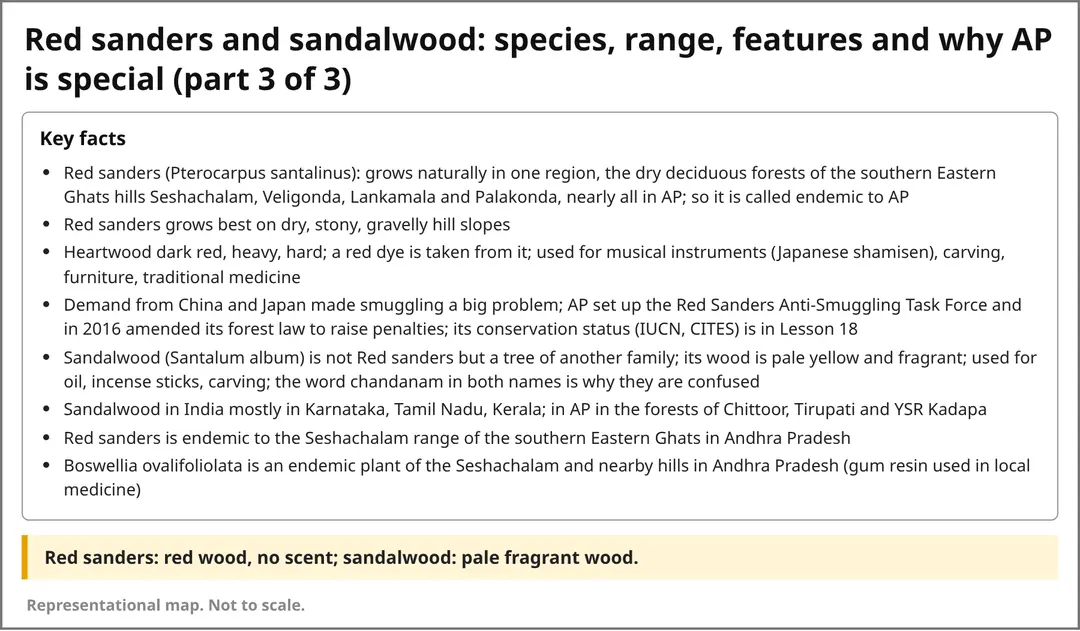 Red sanders and sandalwood: species, range, features and why AP
is special (part 3 of 3)
Key facts
• Red sanders (Pterocarpus santalinus): grows naturally in one region, the dry deciduous forests of the southern Eastern
Ghats hills Seshachalam, Veligonda, Lankamala and Palakonda, nearly all in AP; so it is called endemic to AP
• Red sanders grows best on dry, stony, gravelly hill slopes
• Heartwood dark red, heavy, hard; a red dye is taken from it; used for musical instruments (Japanese shamisen), carving,
furniture, traditional medicine
• Demand from China and Japan made smuggling a big problem; AP set up the Red Sanders Anti-Smuggling Task Force and
in 2016 amended its forest law to raise penalties; its conservation status (IUCN, CITES) is in Lesson 18
• Sandalwood (Santalum album) is not Red sanders but a tree of another family; its wood is pale yellow and fragrant; used for
oil, incense sticks, carving; the word chandanam in both names is why they are confused
• Sandalwood in India mostly in Karnataka, Tamil Nadu, Kerala; in AP in the forests of Chittoor, Tirupati and YSR Kadapa
• Red sanders is endemic to the Seshachalam range of the southern Eastern Ghats in Andhra Pradesh
• Boswellia ovalifoliolata is an endemic plant of the Seshachalam and nearby hills in Andhra Pradesh (gum resin used in local
medicine)
Red sanders: red wood, no scent; sandalwood: pale fragrant wood.
Representational map. Not to scale.